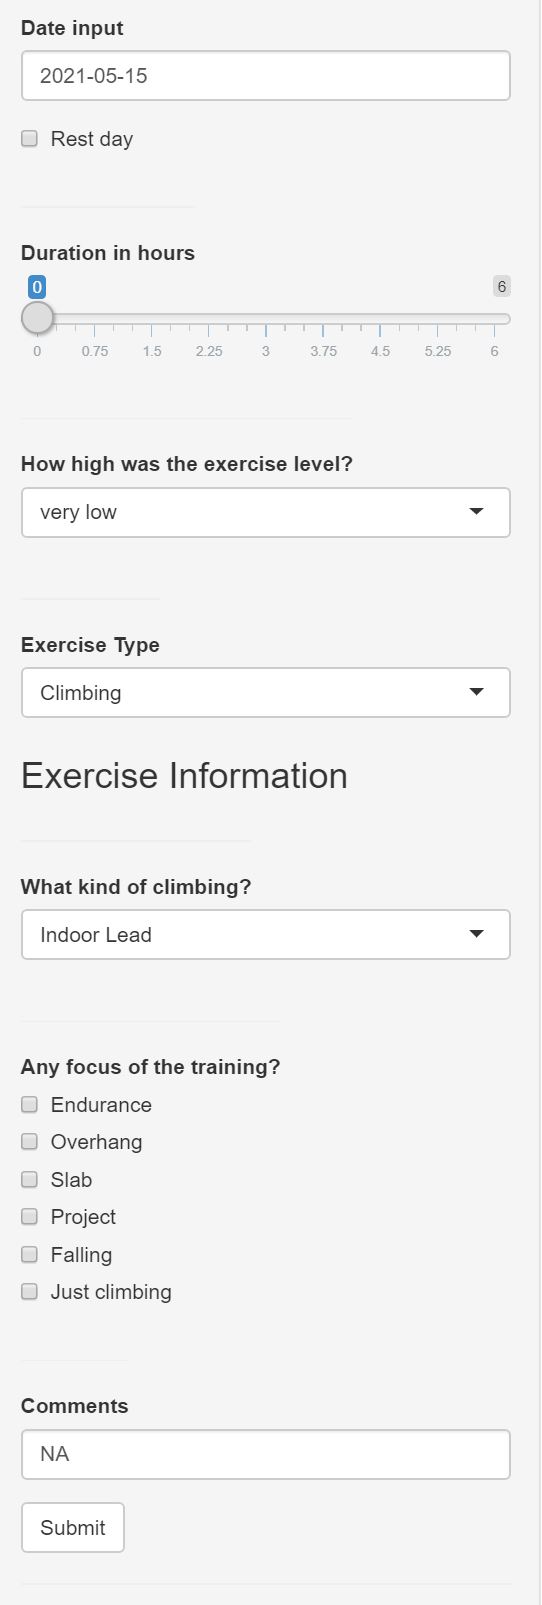 Date input
2021-05-15
Rest day
Duration in hours
0 6
0 0.75 1.5 2.25 3 3.75 4.5 5.25 6
How high was the exercise level?
very low
Exercise Type
Climbing
Exercise Information
What kind of climbing?
Indoor Lead
Any focus of the training?
Endurance
Overhang
Slab
Project
Falling
Just climbing
Comments
NA
Submit